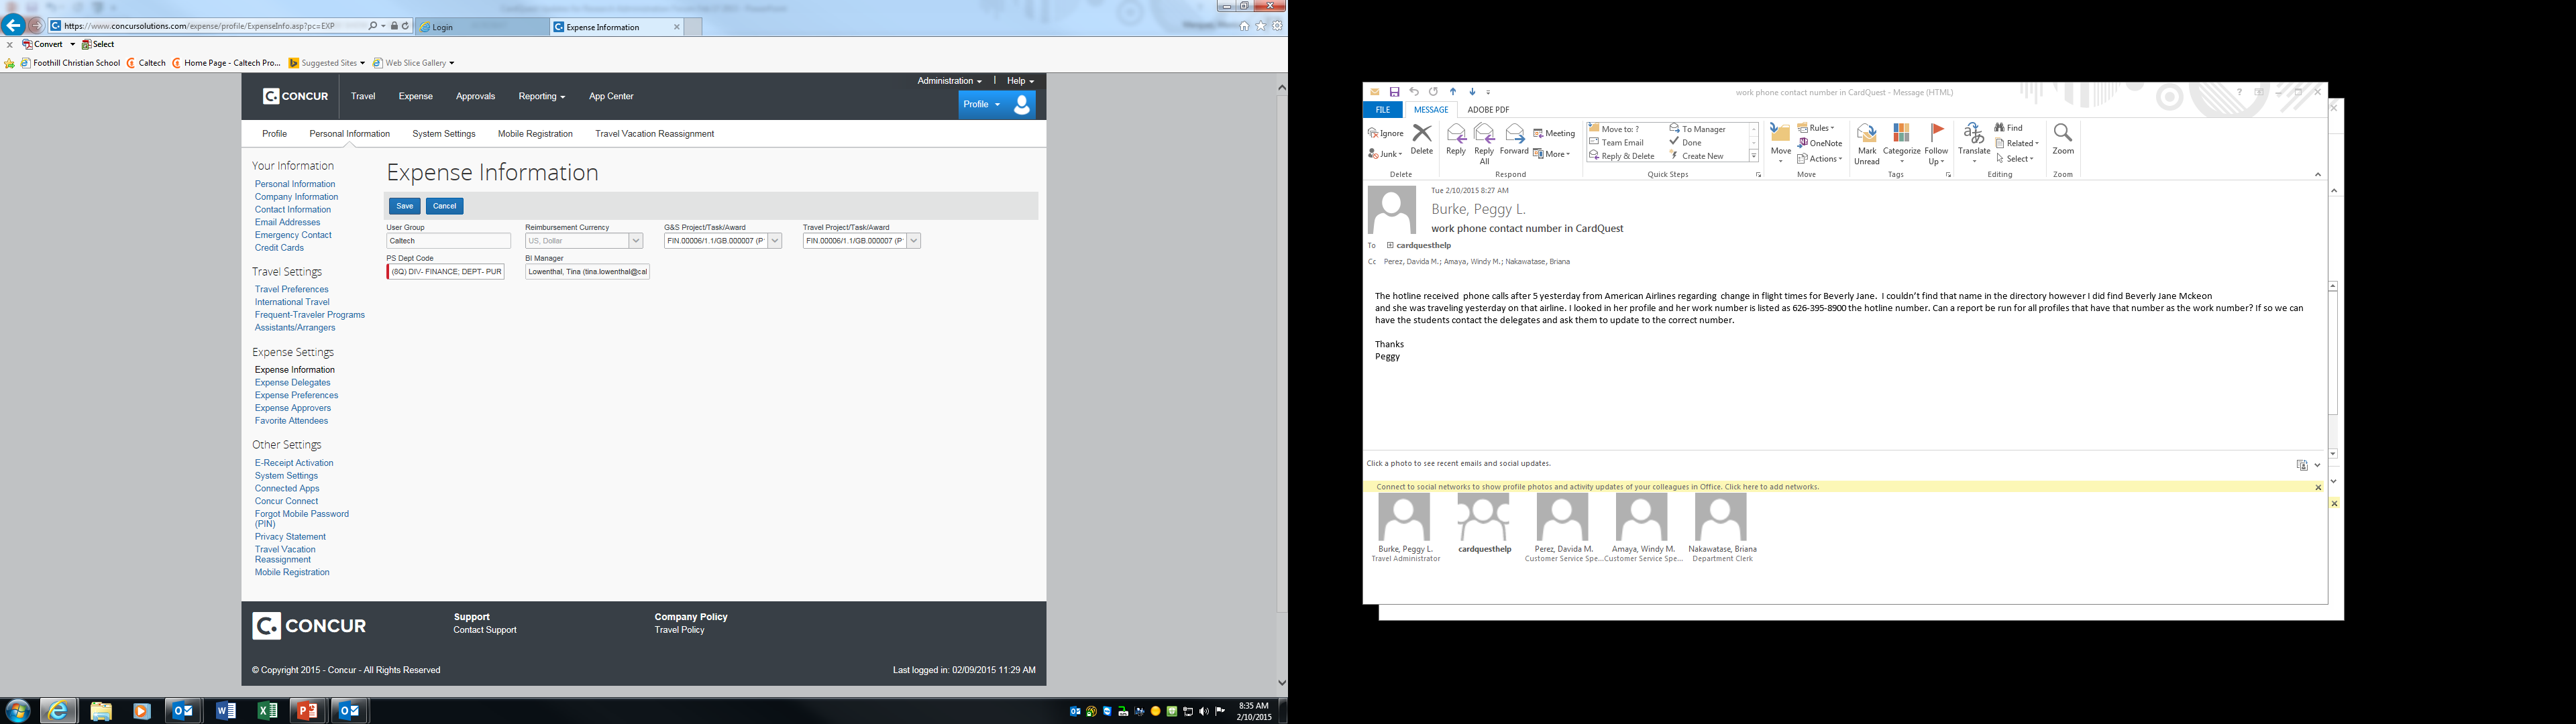 https://www.concursolutions.com/expense/profile/ExpenseInfo.asp?pc=EXP
Login
Expense Information
x Convert Select
Foothill Christian School Caltech Home Page - Caltech Pro... Suggested Sites Web Slice Gallery
Administration | Help
C. CONCUR Travel Expense Approvals Reporting App Center
Profile
Profile Personal Information System Settings Mobile Registration Travel Vacation Reassignment
Your Information
Personal Information
Company Information
Contact Information
Email Addresses
Emergency Contact
Credit Cards
Travel Settings
Travel Preferences
International Travel
Frequent-Traveler Programs
Assistants/Arrangers
Expense Settings
Expense Information
Expense Delegates
Expense Preferences
Expense Approvers
Favorite Attendees
Other Settings
E-Receipt Activation
System Settings
Connected Apps
Concur Connect
Forgot Mobile Password
(PIN)
Privacy Statement
Travel Vacation
Reassignment
Mobile Registration
Expense Information
Save Cancel
User Group Reimbursement Currency G&S Project/Task/Award Travel Project/Task/Award
Caltech US, Dollar FIN.00006/1.1/GB.000007 (P FIN.00006/1.1/GB.000007 (P
PS Dept Code BI Manager
(8Q) DIV- FINANCE; DEPT- PUR Lowenthal, Tina (tina.lowenthal@cal
C. CONCUR
Support
Contact Support
Company Policy
Travel Policy
© Copyright 2015 - Concur - All Rights Reserved
Last logged in: 02/09/2015 11:29 AM
8:35 AM
2/10/2015
work phone contact number in CardQuest - Message (HTML)
FILE MESSAGE ADOBE PDF
Ignore
Junk
Delete
Delete
Reply
Reply All
Forward
Meeting
More
Respond
Move to: ?
Team Email
Reply & Delete
To Manager
Done
Create New
Quick Steps
Move
Rules
OneNote
Actions
Move
Mark Unread
Categorize
Follow Up
Tags
Translate
Find
Related
Select
Editing
Zoom
Zoom
Tue 2/10/2015 8:27 AM
Burke, Peggy L.
work phone contact number in CardQuest
To cardquesthelp
Cc Perez, Davida M.; Amaya, Windy M.; Nakawatase, Briana
The hotline received phone calls after 5 yesterday from American Airlines regarding change in flight times for Beverly Jane. I couldn't find that name in the directory however I did find Beverly Jane Mckeon
and she was traveling yesterday on that airline. I looked in her profile and her work number is listed as 626-395-8900 the hotline number. Can a report be run for all profiles that have that number as the work number? If so we can
have the students contact the delegates and ask them to update to the correct number.
Thanks
Peggy
Click a photo to see recent emails and social updates.
Connect to social networks to show profile photos and activity updates of your colleagues in Office. Click here to add networks.
Burke, Peggy L. cardquesthelp Perez, Davida M. Amaya, Windy M. Nakawatase, Briana
Travel Administrator Customer Service Spe... Customer Service Spe... Department Clerk